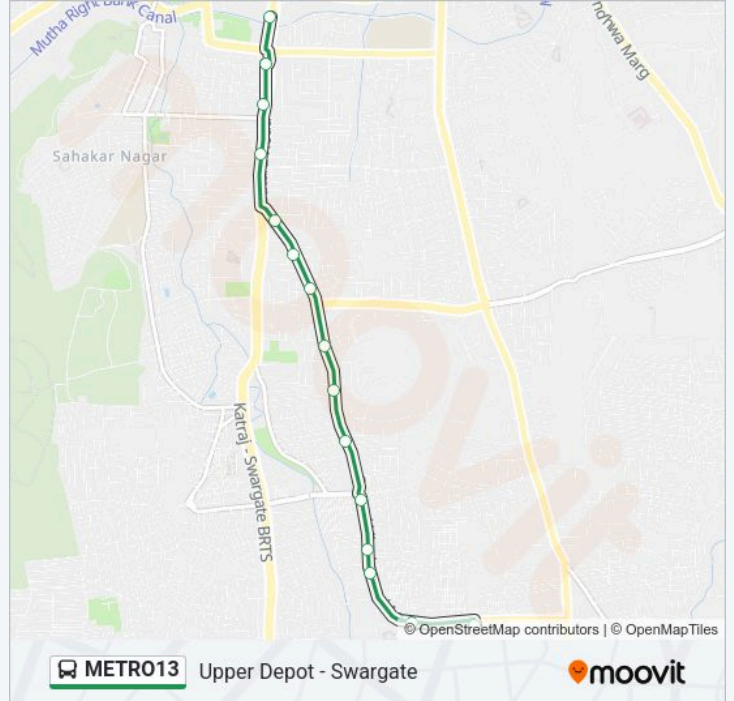 Mutha Right Bank Canal
ndhwa Marg
Sahakar Nagar
Katraj - Swargate BRTS
moovit
© OpenStreetMap contributors | © OpenMapTiles
METRO13
Upper Depot - Swargate
moovit